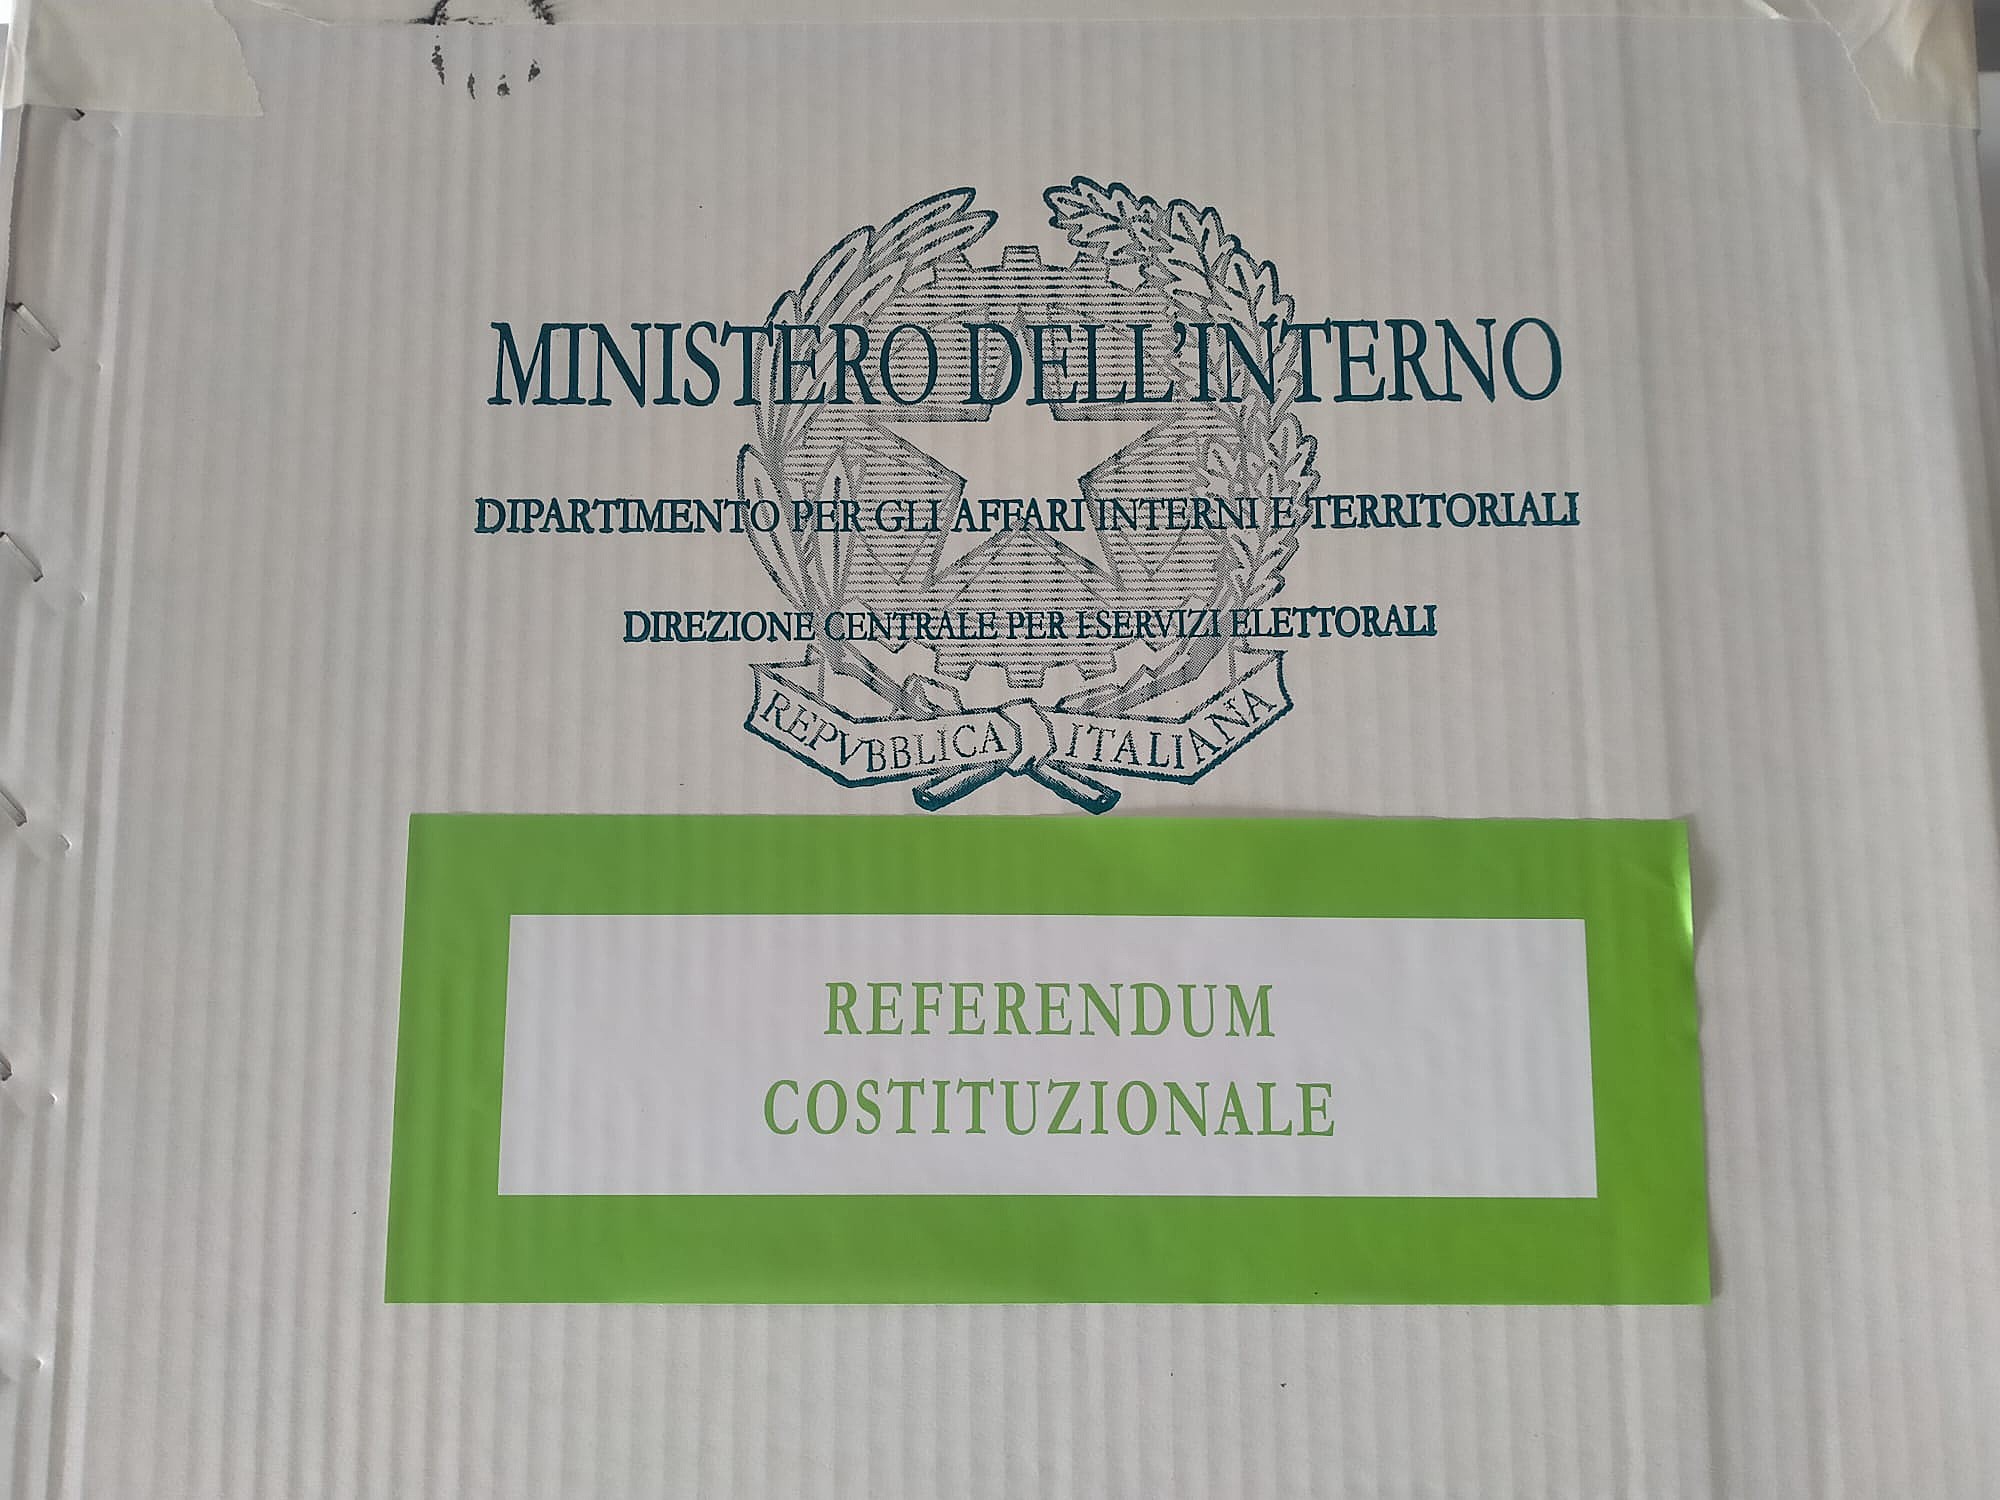 MINISTERO DELL'INTERNO
DIPARTIMENTO PER GLI AFFARI INTERNI E TERRITORIALI
DIREZIONE CENTRALE PER I SERVIZI ELETTORALI
REPVBBLICA ITALIANA
REFERENDUM
COSTITUZIONALE